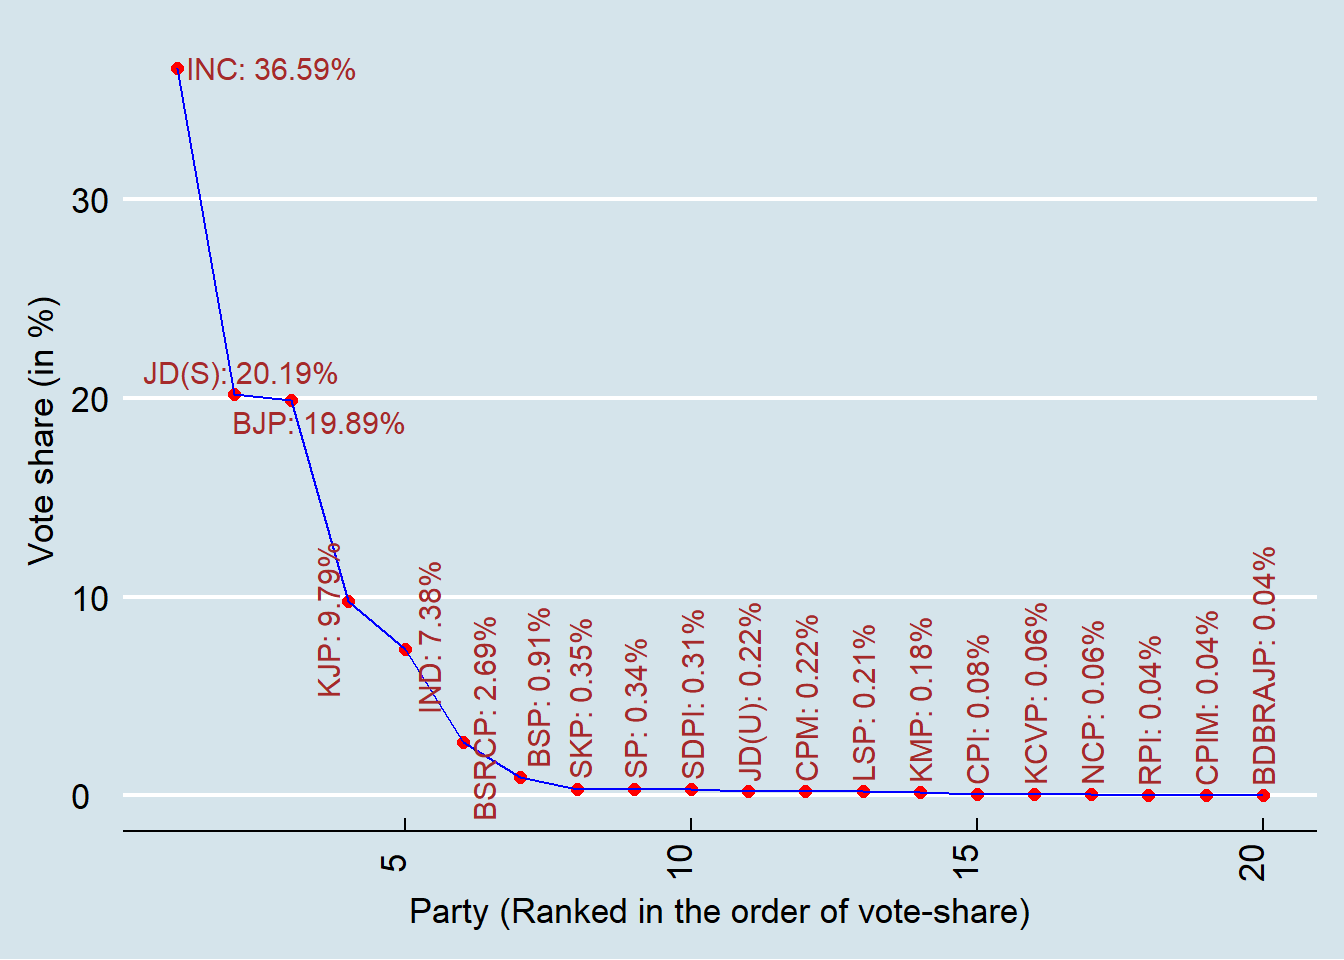 INC: 36.59%
30
JD(S): 20.19%
20
BJP: 19.89%
Vote share (in %)
KJP: 9.79%
IND: 7.38%
BSRCP: 2.69%
BSP: 0.91%
SKP: 0.35%
SP: 0.34%
SDPI: 0.31%
JD(U): 0.22%
CPM: 0.22%
LSP: 0.21%
KMP: 0.18%
CPI: 0.08%
KCVP: 0.06%
NCP: 0.06%
RPI: 0.04%
CPIM: 0.04%
BDBRAJP: 0.04%
10
0
5
10
15
20
Party (Ranked in the order of vote-share)